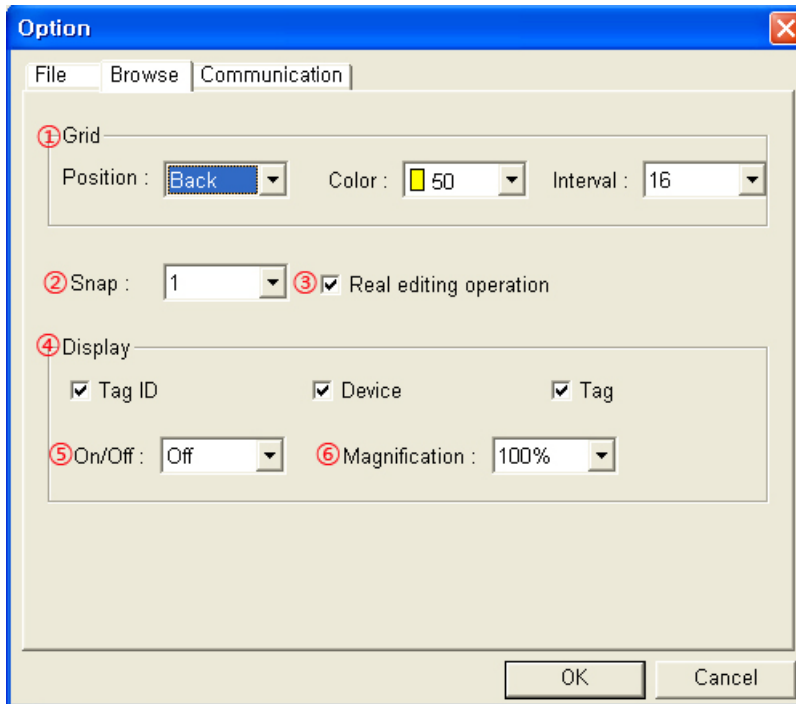 Option
File Browse Communication
①Grid
Position : Back Color : 50 Interval : 16
②Snap : 1 ③ Real editing operation
④Display
Tag ID Device Tag
⑤On/Off : Off ⑥Magnification : 100%
OK Cancel